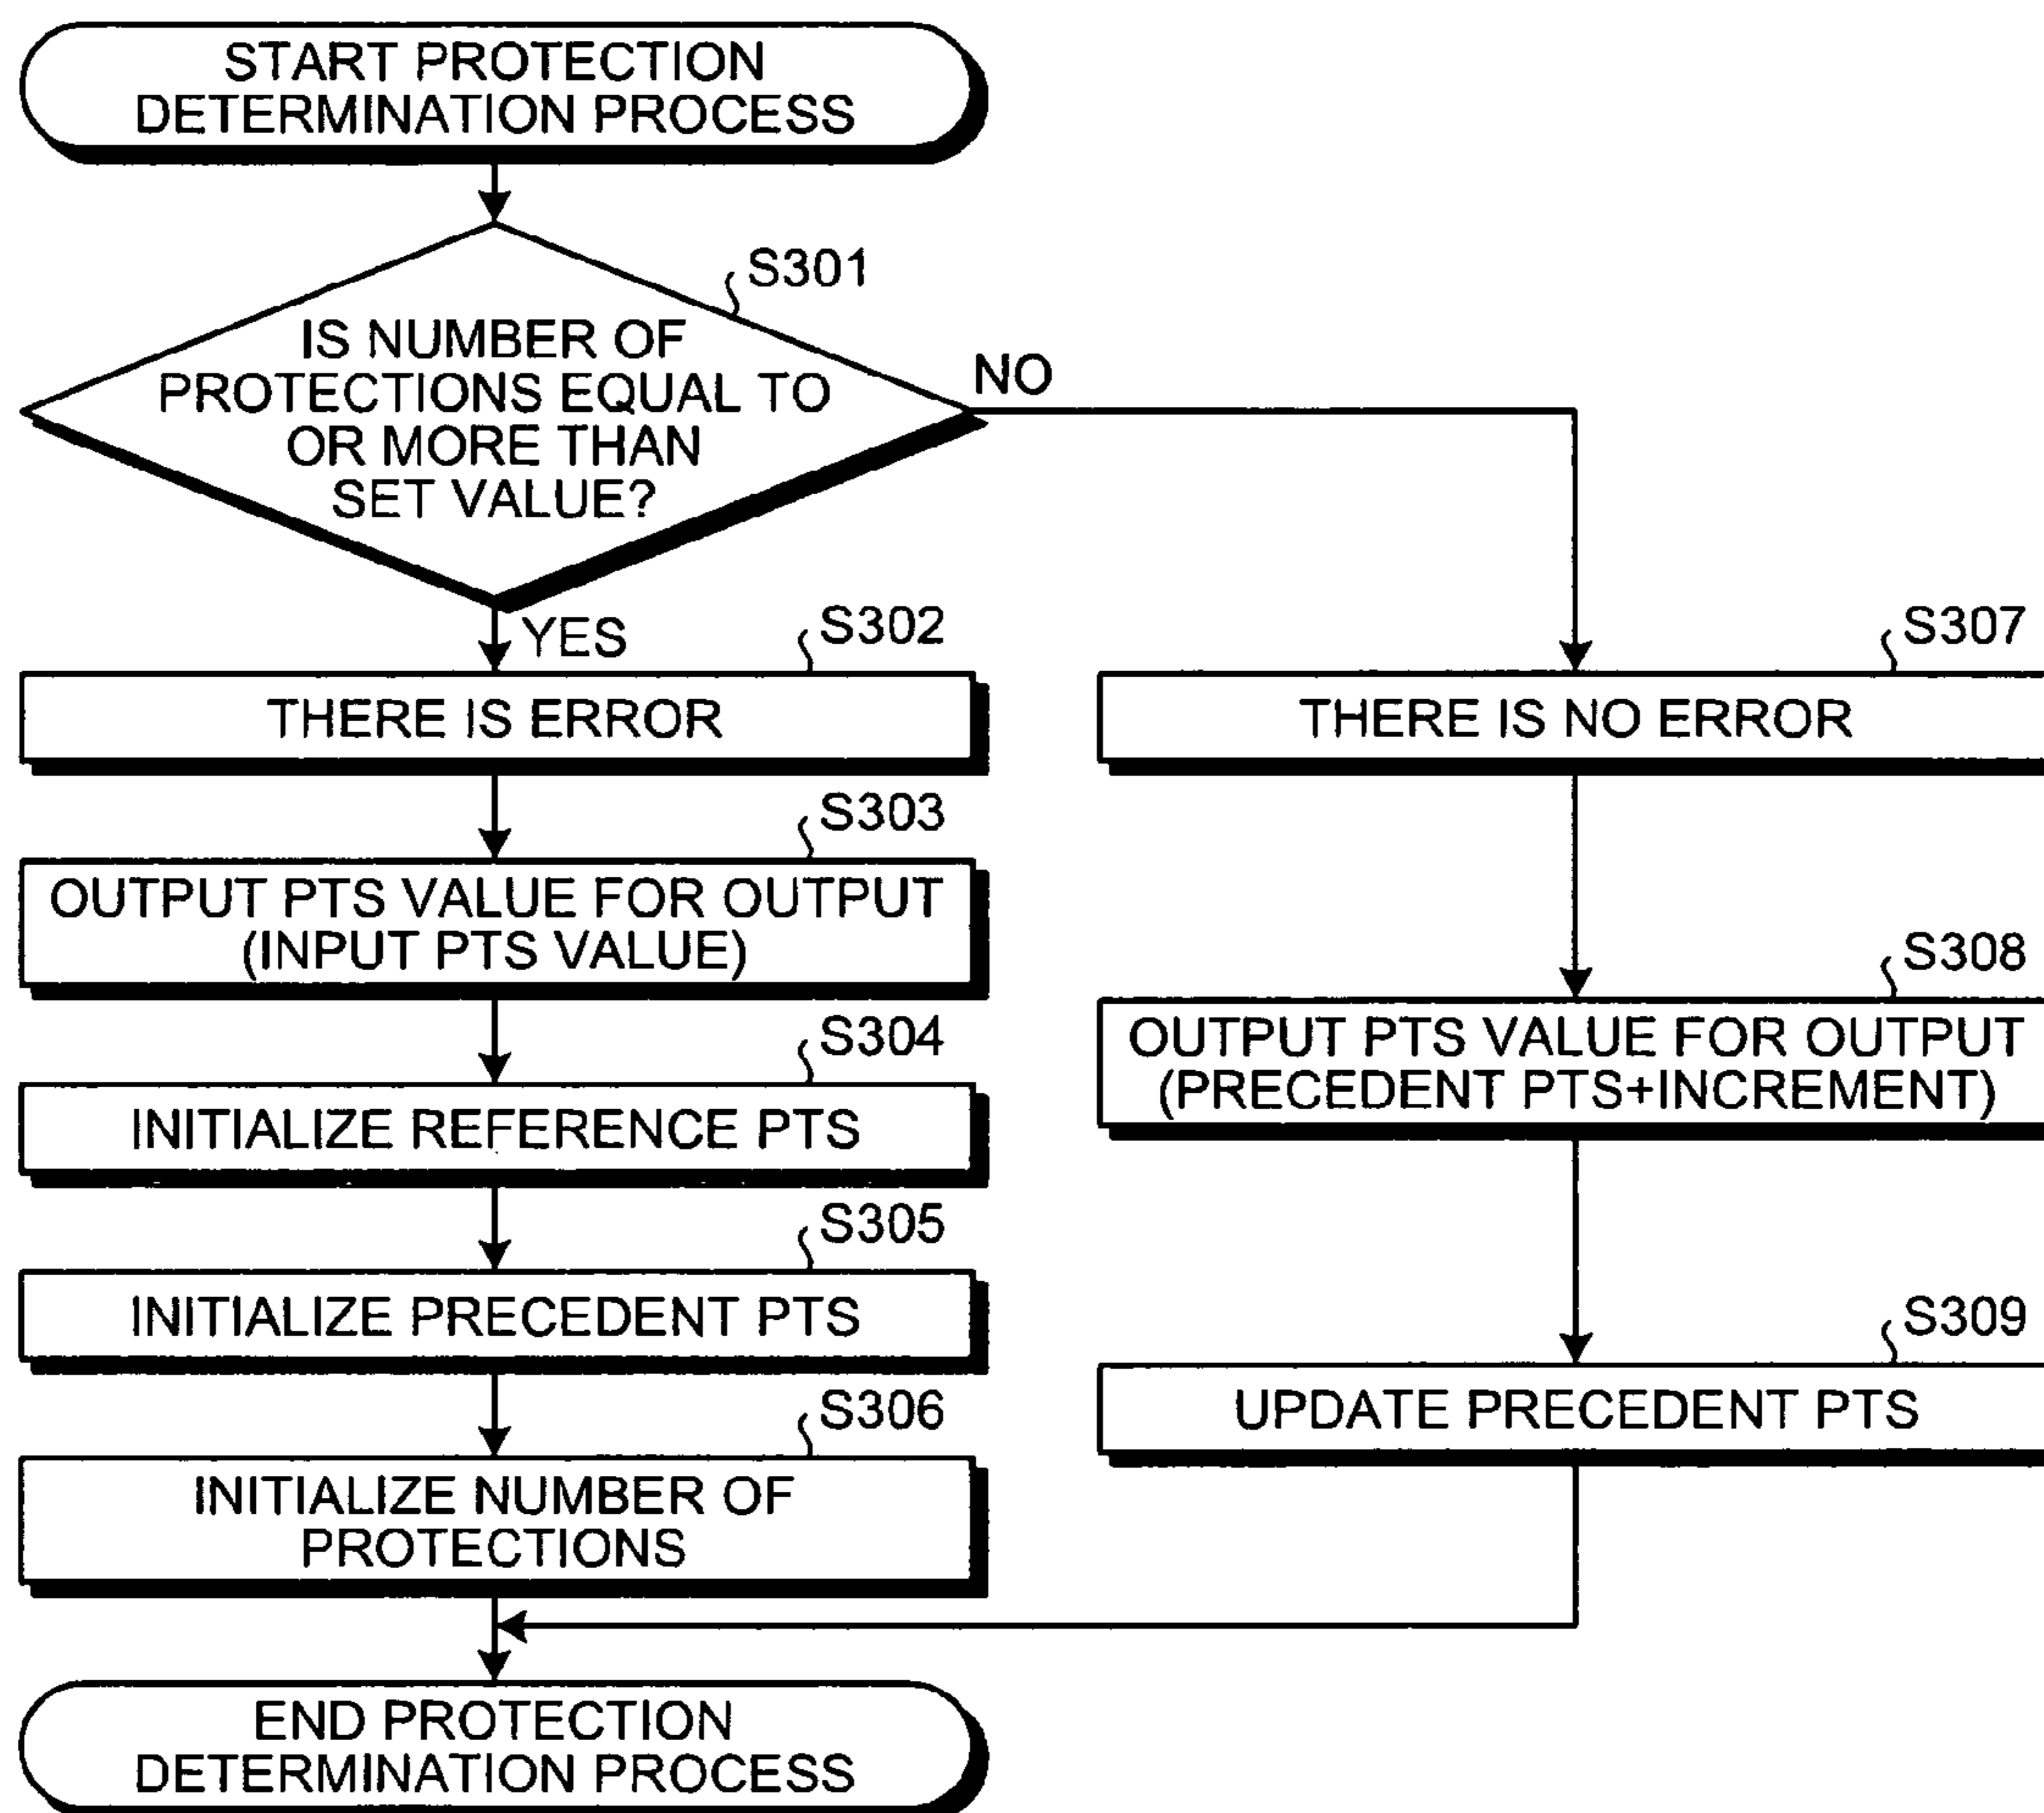 START PROTECTION
DETERMINATION PROCESS
S301
IS NUMBER OF
PROTECTIONS EQUAL TO
OR MORE THAN
SET VALUE?
NO
YES
S302
THERE IS ERROR
S303
OUTPUT PTS VALUE FOR OUTPUT
(INPUT PTS VALUE)
S304
INITIALIZE REFERENCE PTS
S305
INITIALIZE PRECEDENT PTS
S306
INITIALIZE NUMBER OF
PROTECTIONS
S307
THERE IS NO ERROR
S308
OUTPUT PTS VALUE FOR OUTPUT
(PRECEDENT PTS+INCREMENT)
S309
UPDATE PRECEDENT PTS
END PROTECTION
DETERMINATION PROCESS